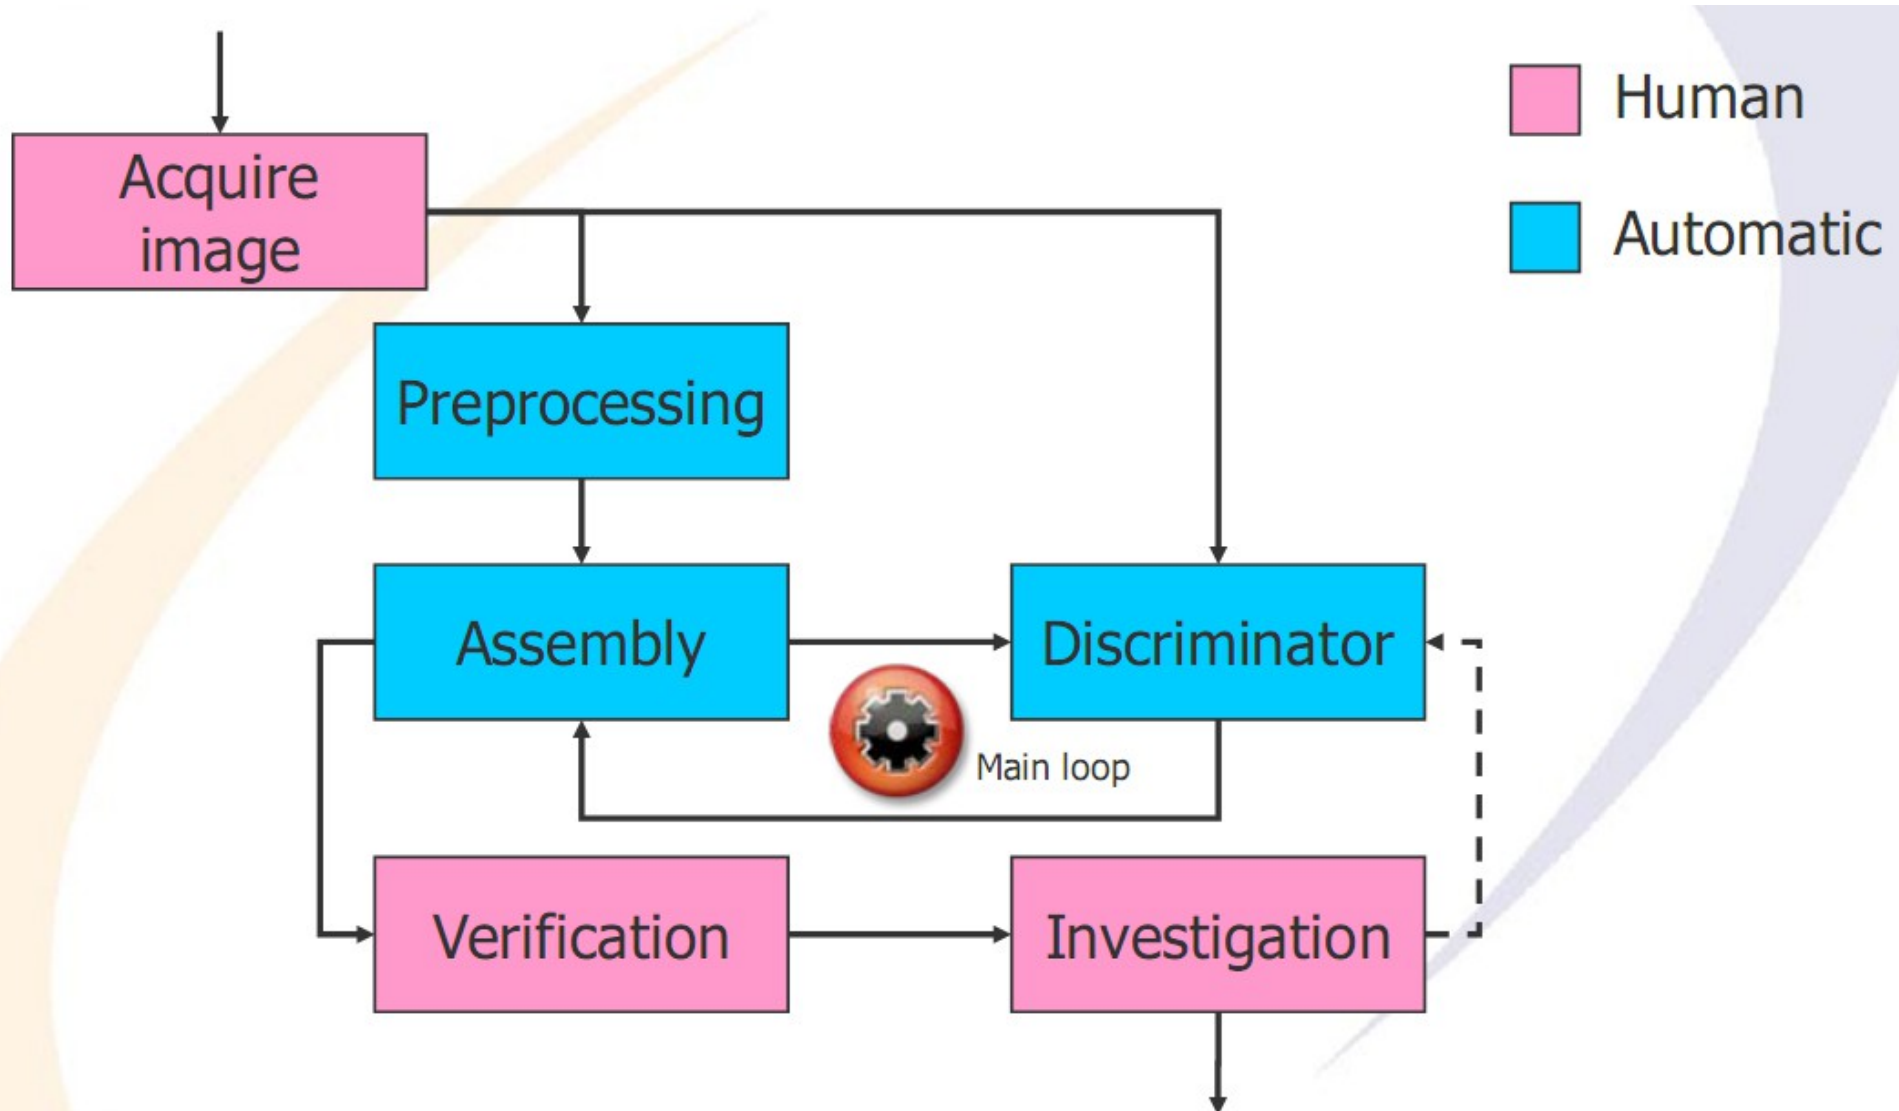 Acquire
image
Human
Automatic
Preprocessing
Assembly
Discriminator
Main loop
Verification
Investigation